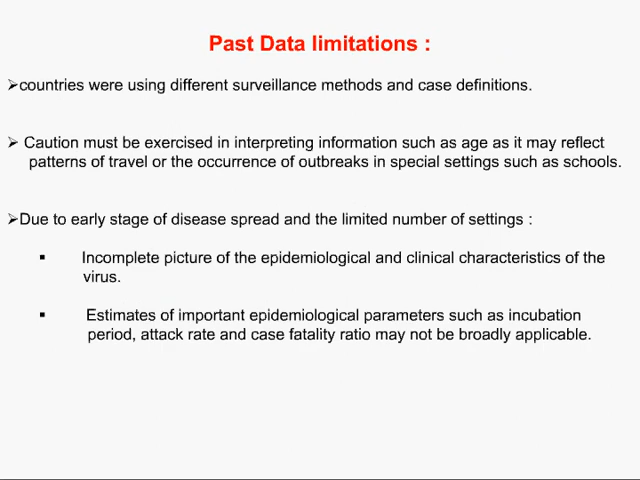 Past Data limitations :
➢countries were using different surveillance methods and case definitions.
➢ Caution must be exercised in interpreting information such as age as it may reflect
patterns of travel or the occurrence of outbreaks in special settings such as schools.
➢Due to early stage of disease spread and the limited number of settings :
▪ Incomplete picture of the epidemiological and clinical characteristics of the
virus.
▪ Estimates of important epidemiological parameters such as incubation
period, attack rate and case fatality ratio may not be broadly applicable.